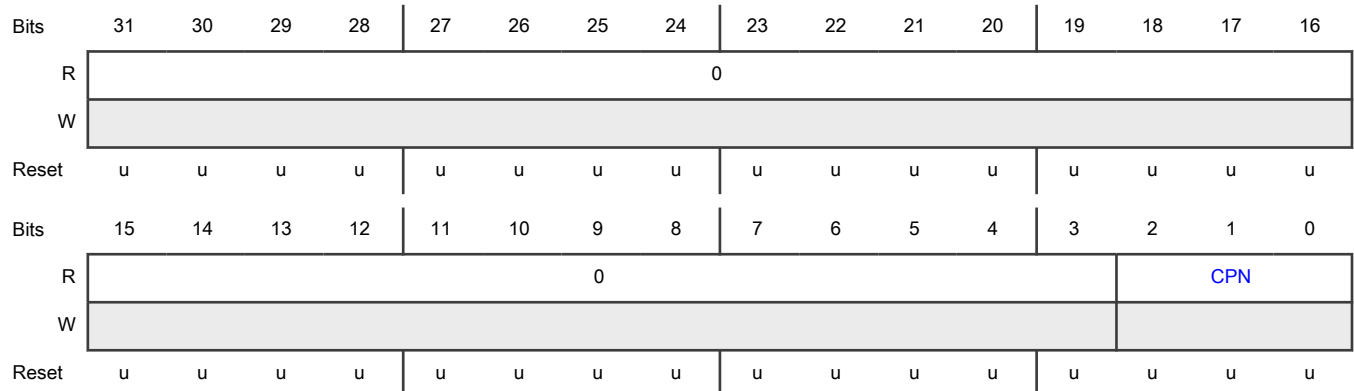 Bits 31 30 29 28 27 26 25 24 23 22 21 20 19 18 17 16
R 0
W
Reset u u u u u u u u u u u u u u u u
Bits 15 14 13 12 11 10 9 8 7 6 5 4 3 2 1 0
R 0 CPN
W
Reset u u u u u u u u u u u u u u u u